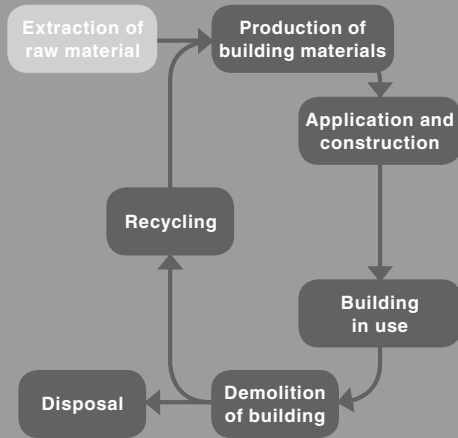 Extraction of
raw material
Production of
building materials
Application and
construction
Recycling
Building
in use
Disposal
Demolition
of building